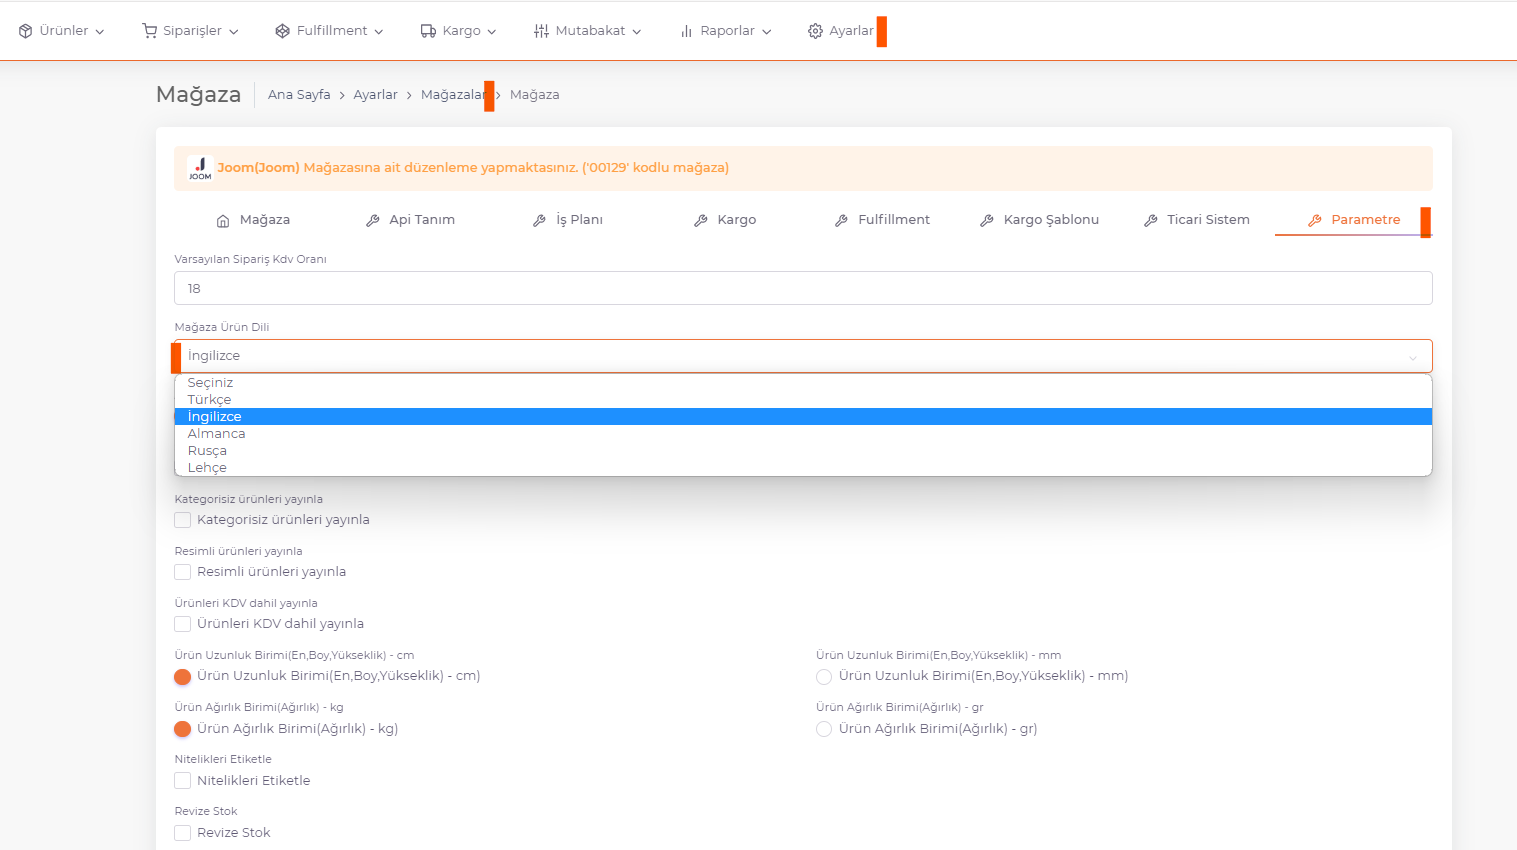 Ürünler Siparişler Fulfillment Kargo Mutabakat Raporlar Ayarlar
Mağaza Ana Sayfa > Ayarlar > Mağazalar > Mağaza
JOOM Joom(Joom) Mağazasına ait düzenleme yapmaktasınız. ('00129' kodlu mağaza)
Mağaza Api Tanım İş Planı Kargo Fulfillment Kargo Şablonu Ticari Sistem Parametre
Varsayılan Sipariş Kdv Oranı
18
Mağaza Ürün Dili
İngilizce
Seçiniz
Türkçe
İngilizce
Almanca
Rusça
Lehçe
Kategorisiz ürünleri yayınla
Kategorisiz ürünleri yayınla
Resimli ürünleri yayınla
Resimli ürünleri yayınla
Ürünleri KDV dahil yayınla
Ürünleri KDV dahil yayınla
Ürün Uzunluk Birimi(En,Boy,Yükseklik) - cm Ürün Uzunluk Birimi(En,Boy,Yükseklik) - mm
Ürün Uzunluk Birimi(En,Boy,Yükseklik) - cm) Ürün Uzunluk Birimi(En,Boy,Yükseklik) - mm)
Ürün Ağırlık Birimi(Ağırlık) - kg Ürün Ağırlık Birimi(Ağırlık) - gr
Ürün Ağırlık Birimi(Ağırlık) - kg) Ürün Ağırlık Birimi(Ağırlık) - gr)
Nitelikleri Etiketle
Nitelikleri Etiketle
Revize Stok
Revize Stok